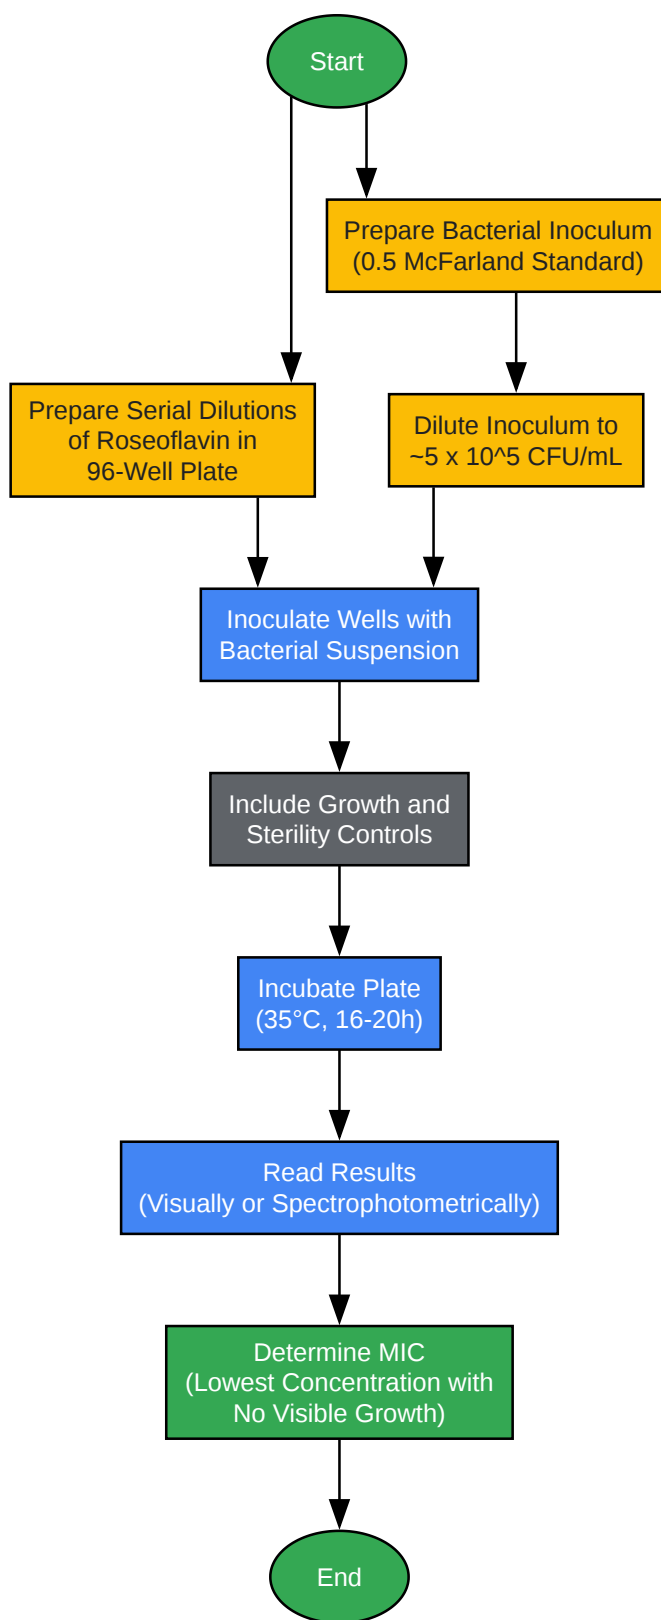 Start
Prepare Bacterial Inoculum
(0.5 McFarland Standard)
Prepare Serial Dilutions
of Roseoflavin in
96-Well Plate
Dilute Inoculum to
~5 x 10^5 CFU/mL
Inoculate Wells with
Bacterial Suspension
Include Growth and
Sterility Controls
Incubate Plate
(35°C, 16-20h)
Read Results
(Visually or Spectrophotometrically)
Determine MIC
(Lowest Concentration with
No Visible Growth)
End